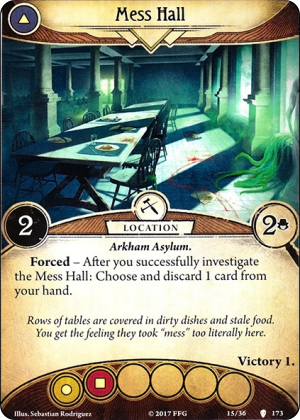 Mess Hall
2
LOCATION
2
Arkham Asylum.
Forced – After you successfully investigate
the Mess Hall: Choose and discard 1 card from
your hand.
Rows of tables are covered in dirty dishes and stale food.
You get the feeling they took “mess” too literally here.
Victory 1.
Illus. Sebastian Rodriguez
© 2017 FFG
15/36
173